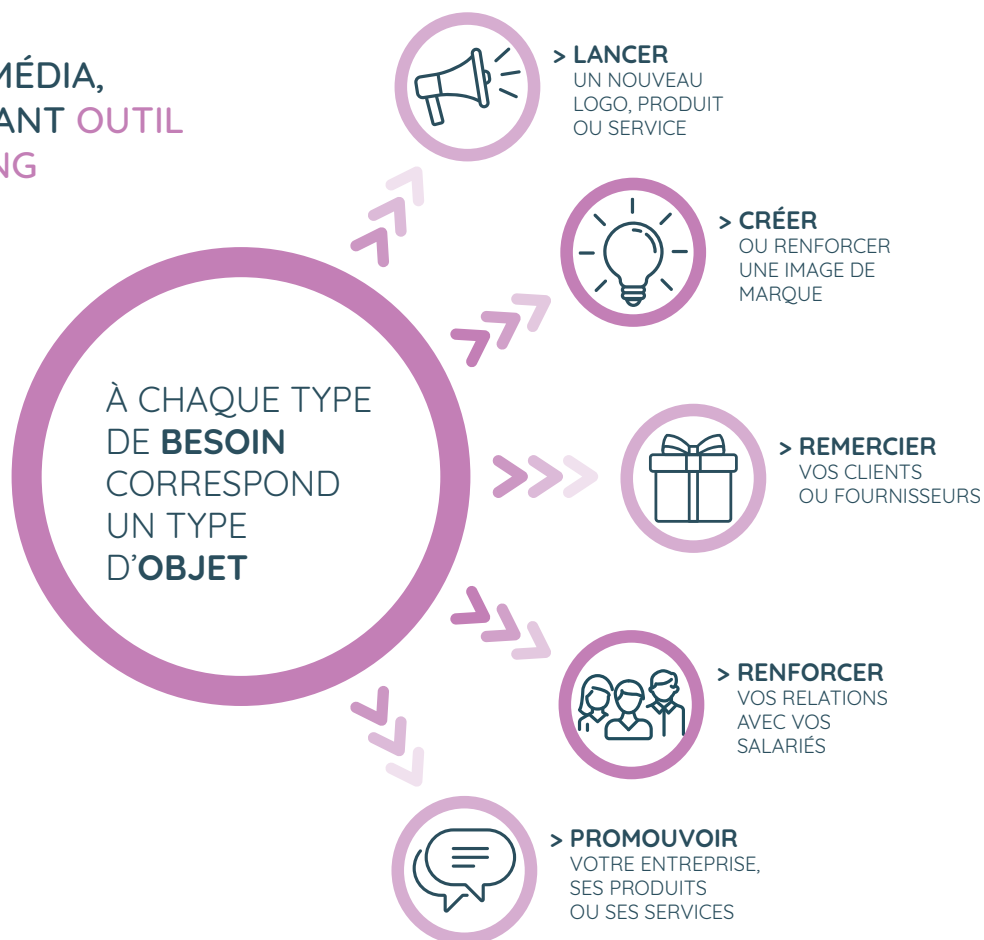 MÉDIA,
ANT OUTIL
NG
> LANCER
UN NOUVEAU
LOGO, PRODUIT
OU SERVICE
> CRÉER
OU RENFORCER
UNE IMAGE DE
MARQUE
À CHAQUE TYPE
DE BESOIN
CORRESPOND
UN TYPE
D’OBJET
> REMERCIER
VOS CLIENTS
OU FOURNISSEURS
> RENFORCER
VOS RELATIONS
AVEC VOS
SALARIÉS
> PROMOUVOIR
VOTRE ENTREPRISE,
SES PRODUITS
OU SES SERVICES